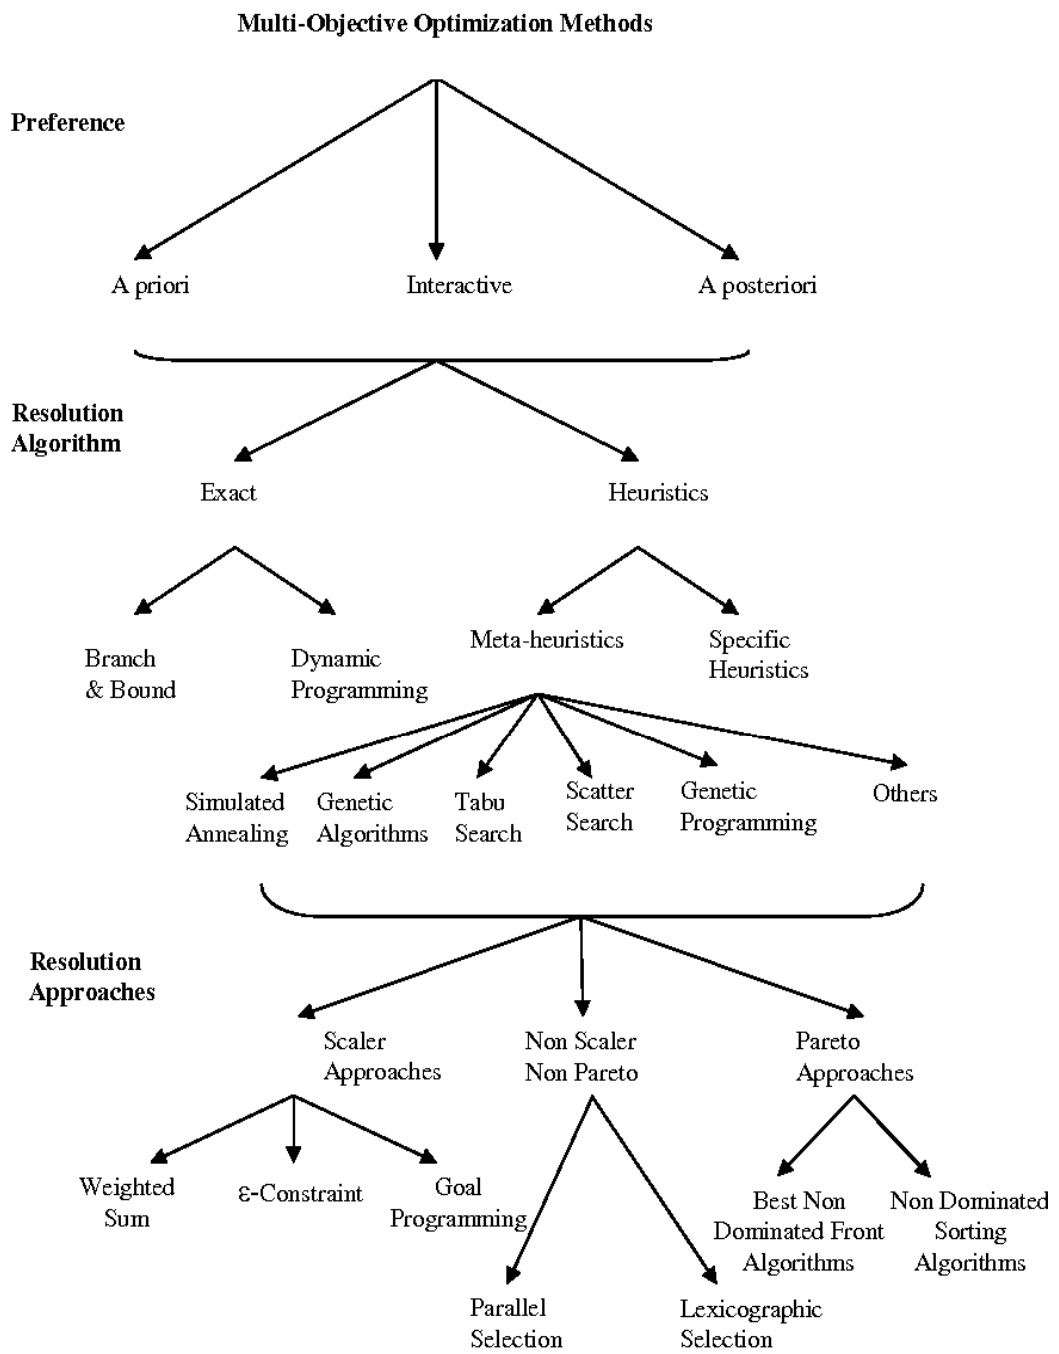 Multi-Objective Optimization Methods
Preference
A priori
Interactive
A posteriori
Resolution
Algorithm
Exact
Heuristics
Branch
& Bound
Dynamic
Programming
Meta-heuristics
Specific
Heuristics
Simulated
Annealing
Genetic
Algorithms
Tabu
Search
Scatter
Search
Genetic
Programming
Others
Resolution
Approaches
Scaler
Approaches
Non Scaler
Non Pareto
Pareto
Approaches
Weighted
Sum
ε-Constraint
Goal
Programming
Best Non
Dominated Front
Algorithms
Non Dominated
Sorting
Algorithms
Parallel
Selection
Lexicographic
Selection